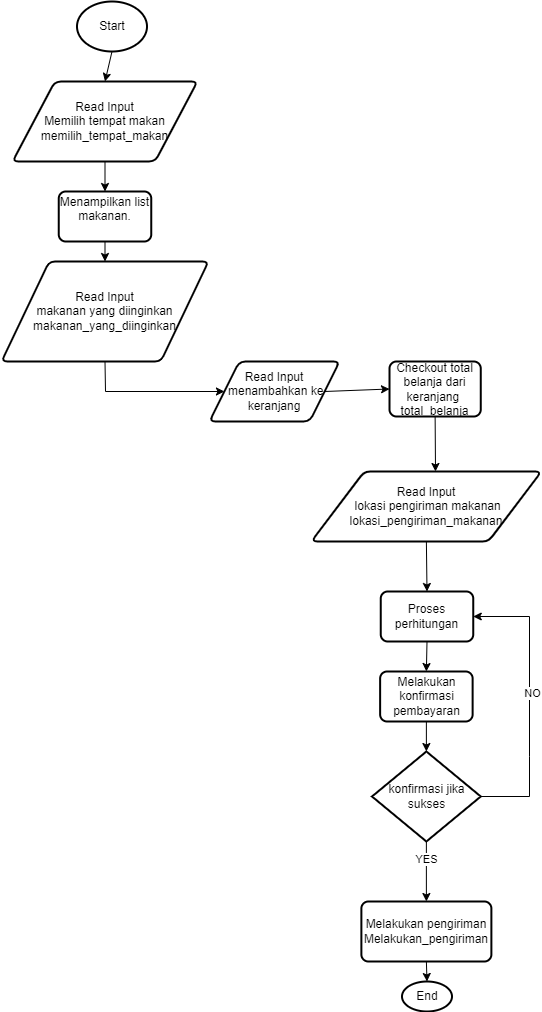 Start
Read Input
Memilih tempat makan
memilih_tempat_makan
Menampilkan list
makanan.
Read Input
makanan yang diinginkan
makanan_yang_diinginkan
Read Input
menambahkan ke
keranjang
Checkout total
belanja dari
keranjang
total_belanja
Read Input
lokasi pengiriman makanan
lokasi_pengiriman_makanan
Proses
perhitungan
Melakukan
konfirmasi
pembayaran
NO
konfirmasi jika
sukses
YES
Melakukan pengiriman
Melakukan_pengiriman
End